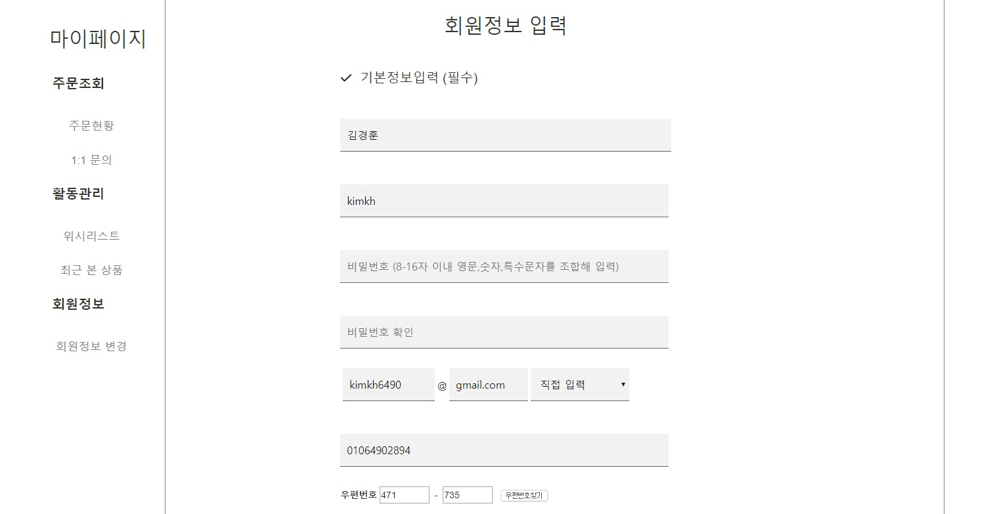 마이페이지
주문조회
주문현황
1:1 문의
활동관리
위시리스트
최근 본 상품
회원정보
회원정보 변경
회원정보 입력
기본정보입력 (필수)
김경훈
kimkh
비밀번호 (8-16자 이내 영문,숫자,특수문자를 조합해 입력)
비밀번호 확인
kimkh6490 @ gmail.com 직접 입력
01064902894
우편번호 471 - 735 우편번호찾기